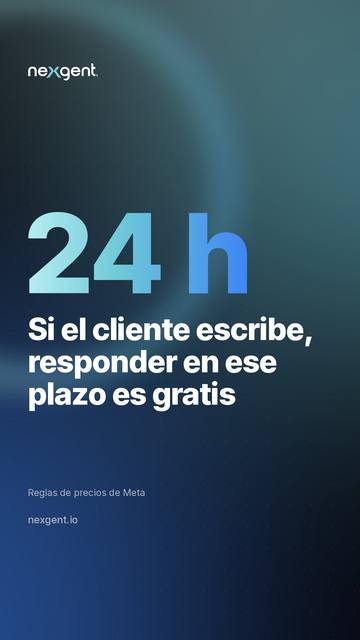 nexgent.
24 h
Si el cliente escribe,
responder en ese
plazo es gratis
Reglas de precios de Meta
nexgent.io